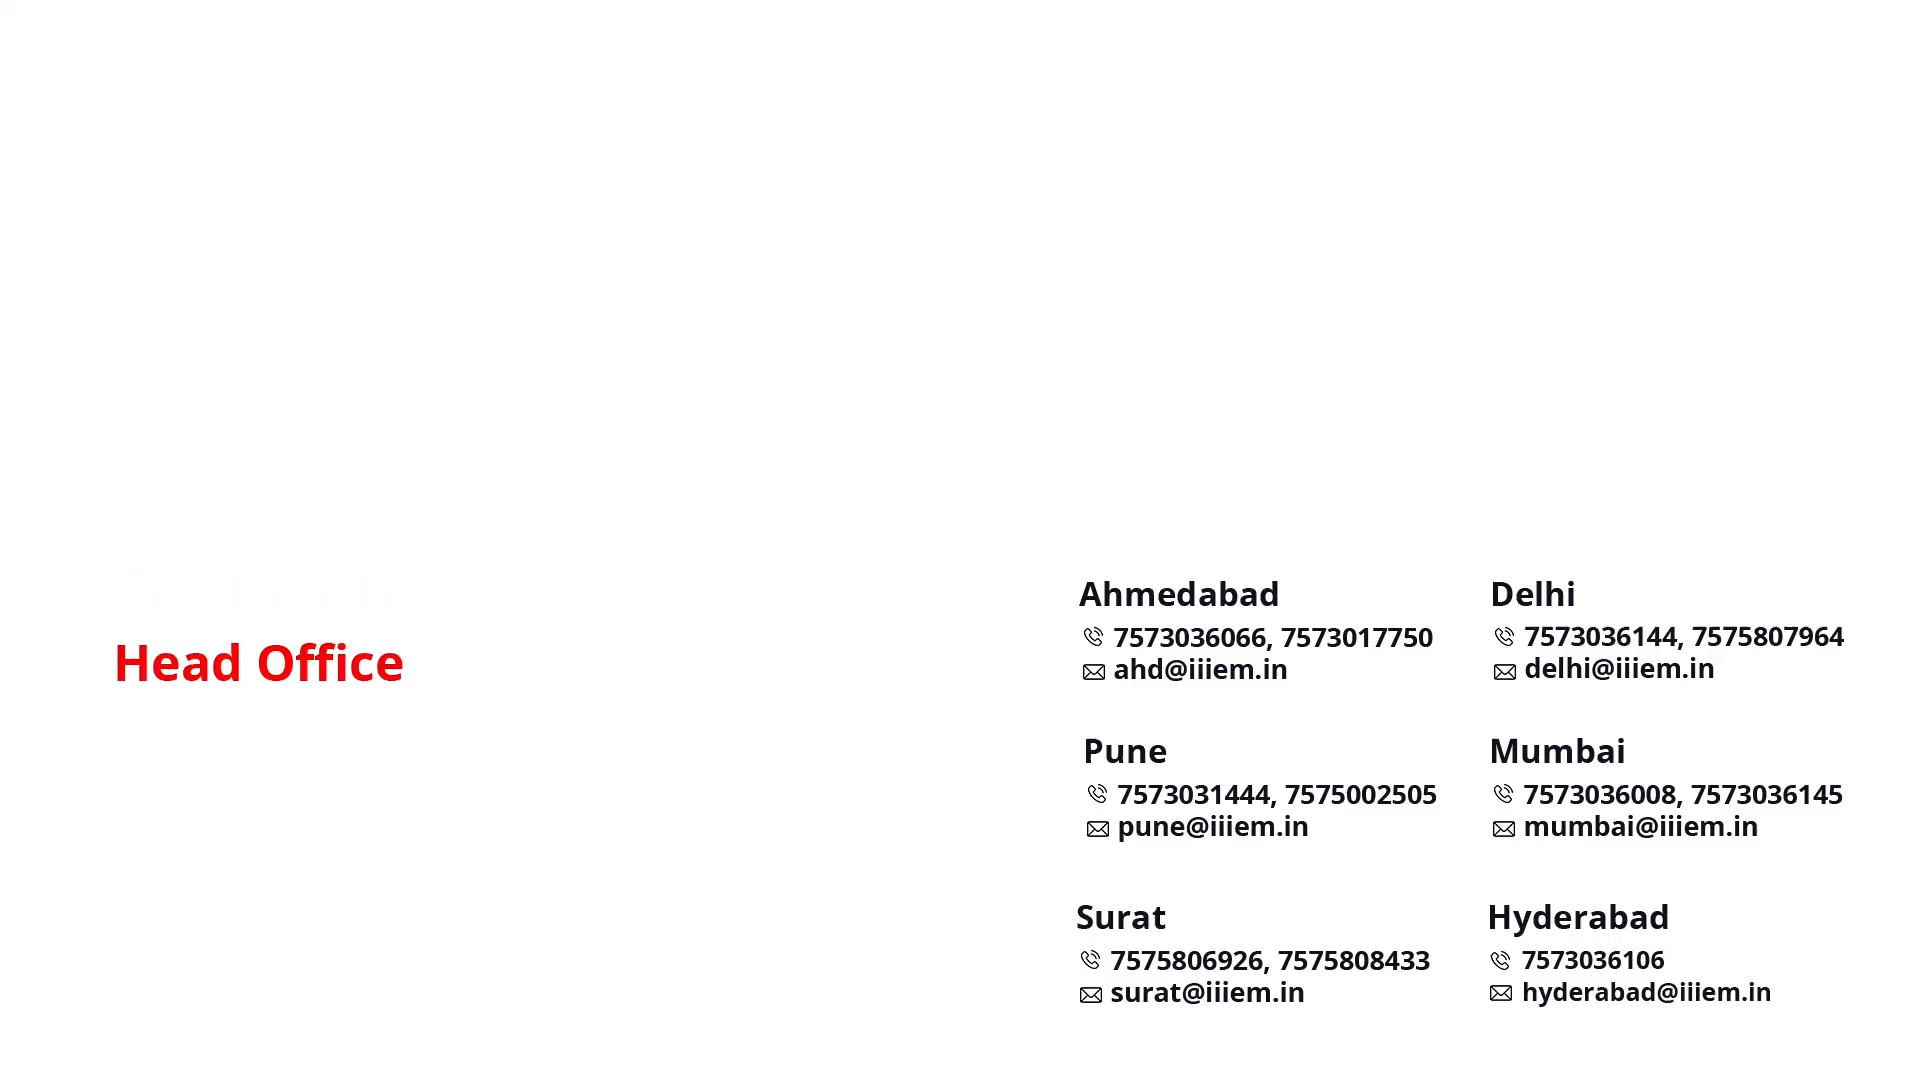 Head Office
Ahmedabad
7573036066, 7573017750
ahd@iiiem.in
Delhi
7573036144, 7575807964
delhi@iiiem.in
Pune
7573031444, 7575002505
pune@iiiem.in
Mumbai
7573036008, 7573036145
mumbai@iiiem.in
Surat
7575806926, 7575808433
surat@iiiem.in
Hyderabad
7573036106
hyderabad@iiiem.in